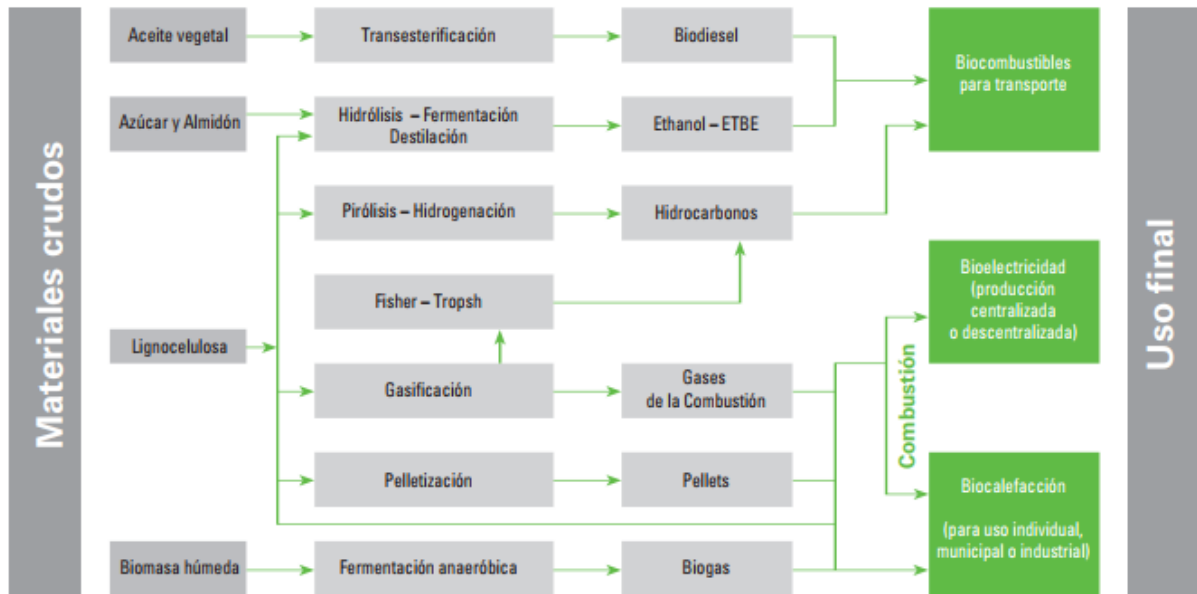 Materiales crudos
Aceite vegetal
Transesterificación
Biodiesel
Biocombustibles
para transporte
Azúcar y Almidón
Hidrólisis – Fermentación
Destilación
Ethanol – ETBE
Pirólisis – Hidrogenación
Hidrocarbonos
Fisher – Tropsh
Bioelectricidad
(producción
centralizada
o descentralizada)
Lignocelulosa
Gasificación
Gases
de la Combustión
Combustión
Pelletización
Pellets
Biocalefacción
(para uso individual,
municipal o industrial)
Biomasa húmeda
Fermentación anaeróbica
Biogas
Uso final